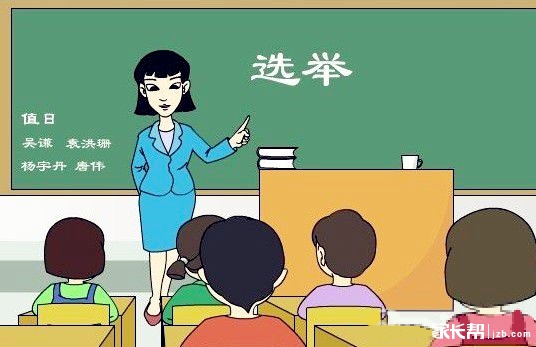 选举
值日
吴谦 袁洪珊
杨宇丹 唐伟
家长帮 jzb.com